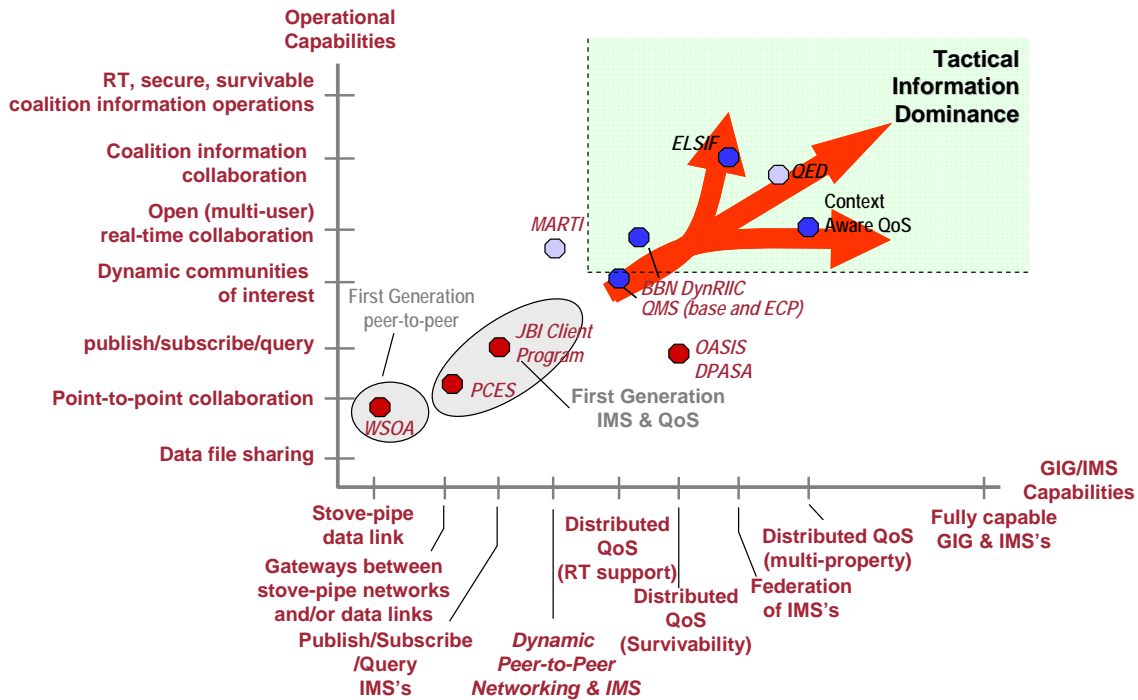 Operational
Capabilities
RT, secure, survivable
coalition information operations
Coalition information
collaboration
Open (multi-user)
real-time collaboration
Dynamic communities
of interest
publish/subscribe/query
Point-to-point collaboration
Data file sharing
Tactical
Information
Dominance
ELSIF
QED
Context
Aware QoS
MARTI
BBN DynRIIC
QMS (base and ECP)
First Generation
peer-to-peer
JBI Client
Program
PCES
WSOA
OASIS
DPASA
First Generation
IMS & QoS
GIG/IMS
Capabilities
Stove-pipe
data link
Gateways between
stove-pipe networks
and/or data links
Publish/Subscribe
/Query
IMS's
Dynamic
Peer-to-Peer
Networking & IMS
Distributed
QoS
(RT support)
Distributed
QoS
(Survivability)
Federation
of IMS's
Distributed QoS
(multi-property)
Fully capable
GIG & IMS's